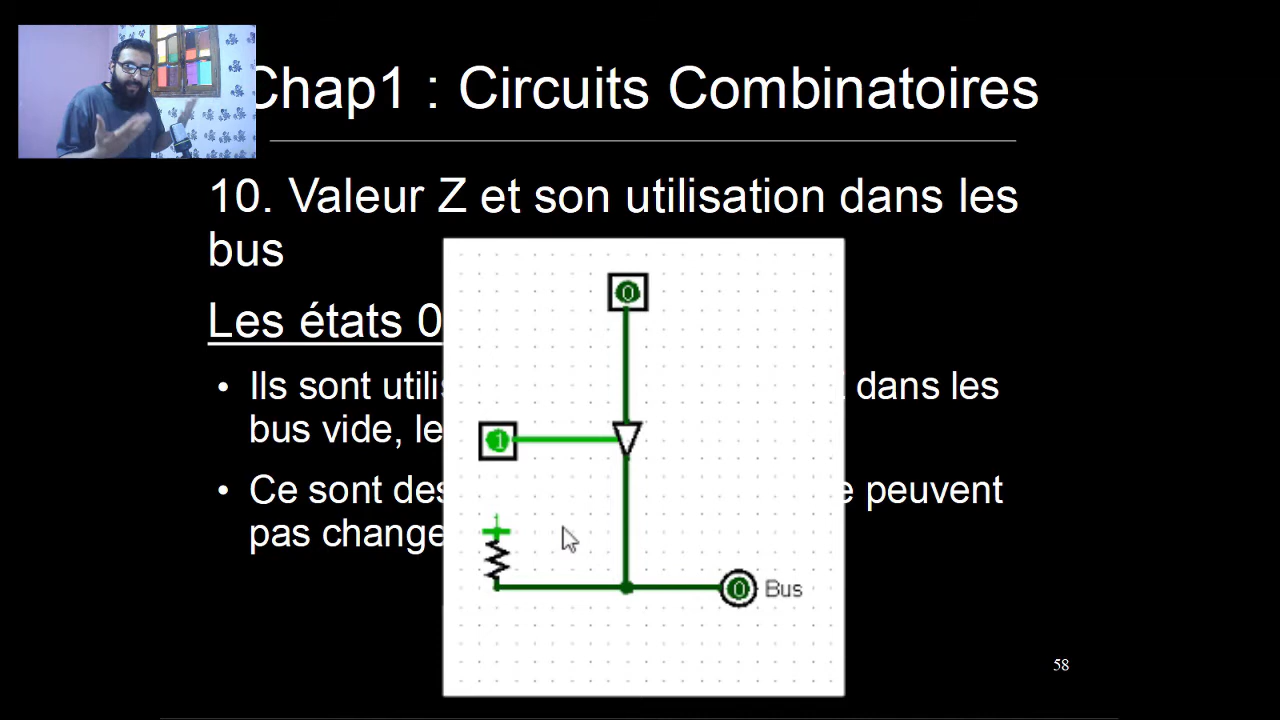 Chap1 : Circuits Combinatoires
10. Valeur Z et son utilisation dans les
bus
Les états 0
• Ils sont dans les
bus vide, le
• Ce sont des peuvent
pas change
0
1
1
0 Bus
58